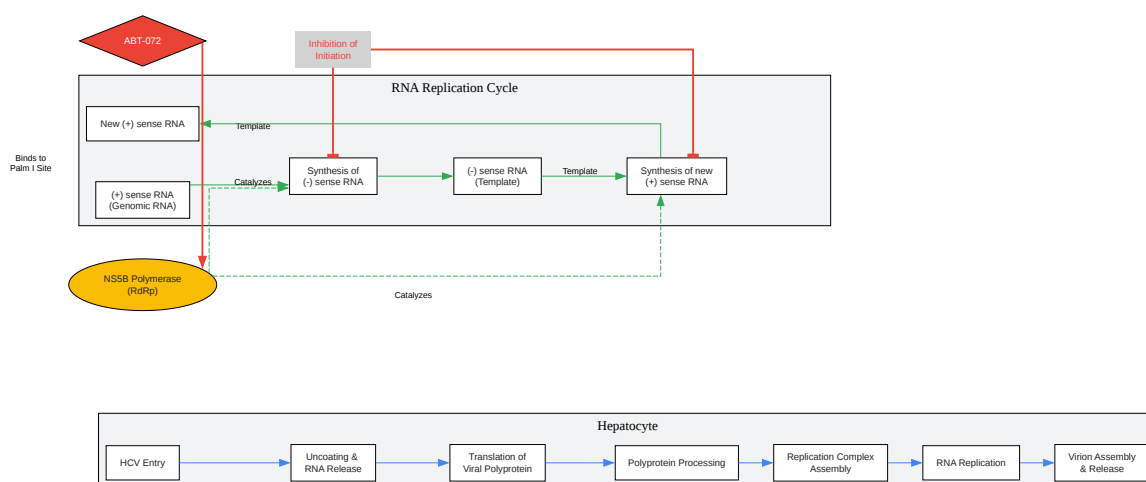 ABT-072
Inhibition of
Initiation
RNA Replication Cycle
New (+) sense RNA
Template
Binds to
Palm I Site
Synthesis of
(-) sense RNA
(-) sense RNA
(Template)
Template
Synthesis of new
(+) sense RNA
Catalyzes
(+) sense RNA
(Genomic RNA)
NS5B Polymerase
(RdRp)
Catalyzes
Hepatocyte
HCV Entry
Uncoating &
RNA Release
Translation of
Viral Polyprotein
Polyprotein Processing
Replication Complex
Assembly
RNA Replication
Virion Assembly
& Release